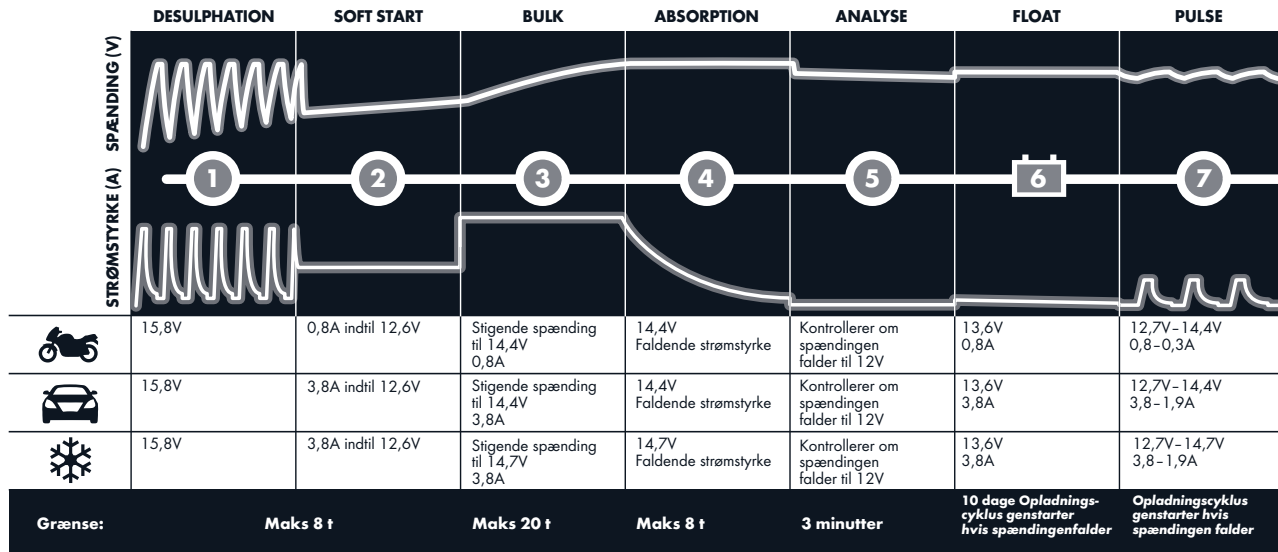 DESULPHATION SOFT START BULK ABSORPTION ANALYSE FLOAT PULSE
SPÆNDING (V)
STRØMSTYRKE (A)
1 2 3 4 5 6 7
15,8V
0,8A indtil 12,6V
Stigende spænding
til 14,4V
0,8A
14,4V
Faldende strømstyrke
Kontrollerer om
spændingen
falder til 12V
13,6V
0,8A
12,7V–14,4V
0,8–0,3A
15,8V
3,8A indtil 12,6V
Stigende spænding
til 14,4V
3,8A
14,4V
Faldende strømstyrke
Kontrollerer om
spændingen
falder til 12V
13,6V
3,8A
12,7V–14,4V
3,8–1,9A
15,8V
3,8A indtil 12,6V
Stigende spænding
til 14,7V
3,8A
14,7V
Faldende strømstyrke
Kontrollerer om
spændingen
falder til 12V
13,6V
3,8A
12,7V–14,7V
3,8–1,9A
Grænse:
Maks 8 t
Maks 20 t
Maks 8 t
3 minutter
10 dage Opladnings-
cyklus genstarter
hvis spændingenfalder
Opladningscyklus
genstarter hvis
spændingen falder